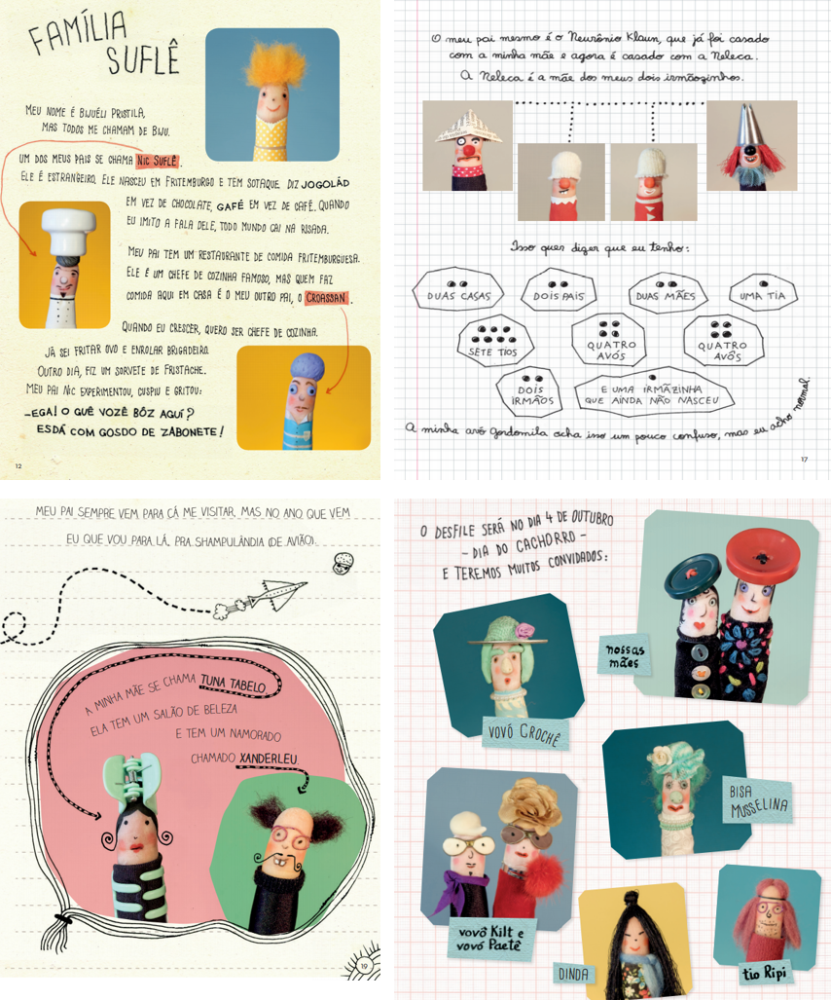 FAMÍLIA
SUFLÊ
MEU NOME É BIJUÉLI PRISTILA,
MAS TODOS ME CHAMAM DE BIJU.
UM DOS MEUS PAIS SE CHAMA NIC SUFLÊ.
ELE É ESTRANGEIRO, ELE NASCEU EM FRITEMBURGO E TEM SOTAQUE. DIZ JOGOLÁD
EM VEZ DE CHOCOLATE, GAFÉ EM VEZ DE CAFÉ. QUANDO
EU IMITO A FALA DELE, TODO MUNDO CAI NA RISADA.
MEU PAI TEM UM RESTAURANTE DE COMIDA FRITEMBURGUESA.
ELE É UM CHEFE DE COZINHA FAMOSO, MAS QUEM FAZ
COMIDA AQUI EM CASA É O MEU OUTRO PAI, O CROASSAN.
QUANDO EU CRESCER, QUERO SER CHEFE DE COZINHA.
JÁ SEI FRITAR OVO E ENROLAR BRIGADEIRO.
OUTRO DIA, FIZ UM SORVETE DE FRISTACHE.
MEU PAI NIC EXPERIMENTOU, CUSPIU E GRITOU:
–EGA! O GUÊ VOZÊ BÔZ AGUÍ?
ESDÁ COM GOSDO DE ZABONETE!
12
O meu pai mesmo é o Neurônio Klaun, que já foi casado
com a minha mãe e agora é casado com a Neleca.
A Neleca é a mãe dos meus dois irmãozinhos.
Isso quer dizer que eu tenho:
DUAS CASAS
DOIS PAIS
DUAS MÃES
UMA TIA
SETE TIOS
QUATRO
AVÓS
QUATRO
AVÔS
DOIS
IRMÃOS
E UMA IRMÃZINHA
QUE AINDA NÃO NASCEU
A minha avó Gordomila acha isso um pouco confuso, mas eu acho normal.
17
MEU PAI SEMPRE VEM PARA CÁ ME VISITAR, MAS NO ANO QUE VEM
EU QUE VOU PARA LÁ, PRA SHAMPULÂNDIA (DE AVIÃO).
A MINHA MÃE SE CHAMA TUNA TABELO
ELA TEM UM SALÃO DE BELEZA
E TEM UM NAMORADO
CHAMADO XANDERLEU.
19
O DESFILE SERÁ NO DIA 4 DE OUTUBRO
– DIA DO CACHORRO –
E TEREMOS MUITOS CONVIDADOS:
nossas
mães
VOVÓ CROCHÊ
BISA
MUSSELINA
vovô Kilt e
vovó Paetê
DINDA
tio Ripi